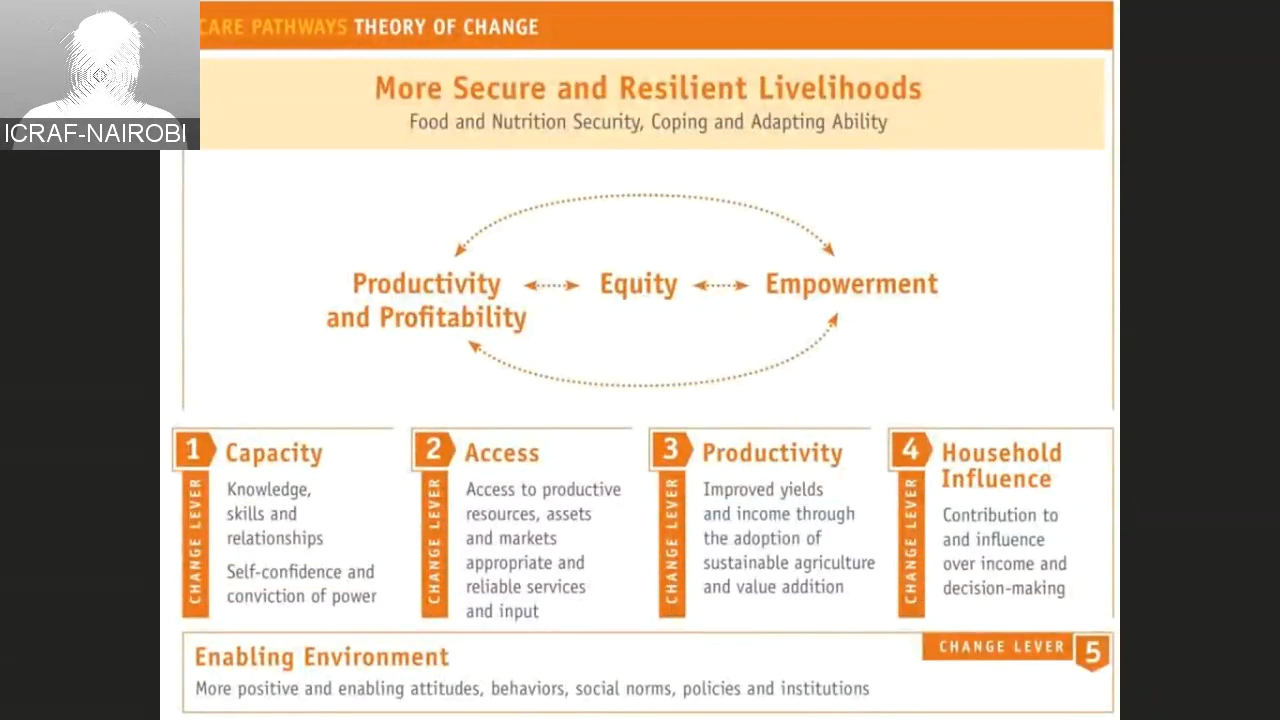 CARE PATHWAYS THEORY OF CHANGE
ICRAF-NAIROBI
More Secure and Resilient Livelihoods
Food and Nutrition Security, Coping and Adapting Ability
Productivity
and Profitability
Equity
Empowerment
1
Capacity
CHANGE LEVER
Knowledge,
skills and
relationships
Self-confidence and
conviction of power
2
Access
CHANGE LEVER
Access to productive
resources, assets
and markets
appropriate and
reliable services
and input
3
Productivity
CHANGE LEVER
Improved yields
and income through
the adoption of
sustainable agriculture
and value addition
4
Household
Influence
CHANGE LEVER
Contribution to
and influence
over income and
decision-making
Enabling Environment
CHANGE LEVER 5
More positive and enabling attitudes, behaviors, social norms, policies and institutions